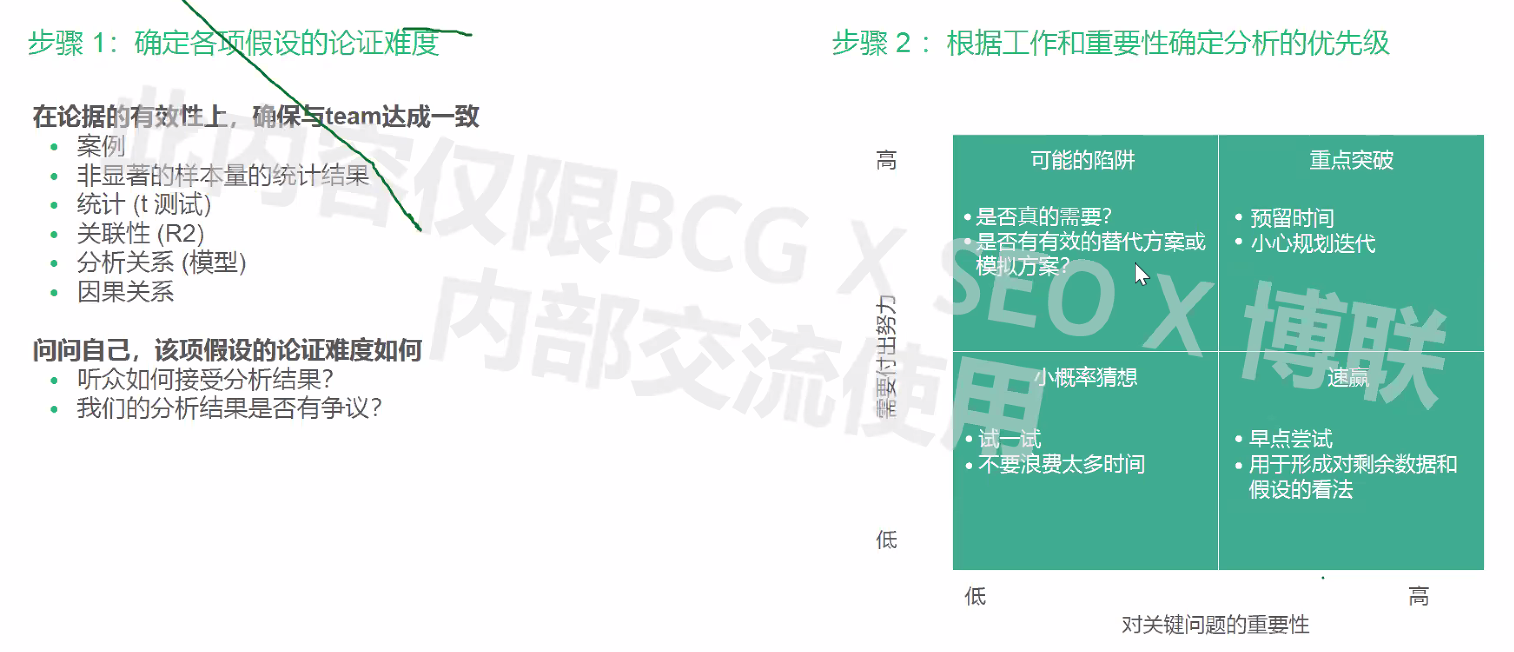 步骤 1：确定各项假设的论证难度
在论据的有效性上，确保与team达成一致
• 案例
• 非显著的样本量的统计结果
• 统计 (t 测试)
• 关联性 (R2)
• 分析关系 (模型)
• 因果关系
问问自己，该项假设的论证难度如何
• 听众如何接受分析结果？
• 我们的分析结果是否有争议？
步骤 2 ：根据工作和重要性确定分析的优先级
高
需要付出努力
低
可能的陷阱
• 是否真的需要？
• 是否有有效的替代方案或
模拟方案？
重点突破
• 预留时间
• 小心规划迭代
小概率猜想
• 试一试
• 不要浪费太多时间
速赢
• 早点尝试
• 用于形成对剩余数据和
假设的看法
低
高
对关键问题的重要性
此内容仅限BCG X SEO X 博联
内部交流使用